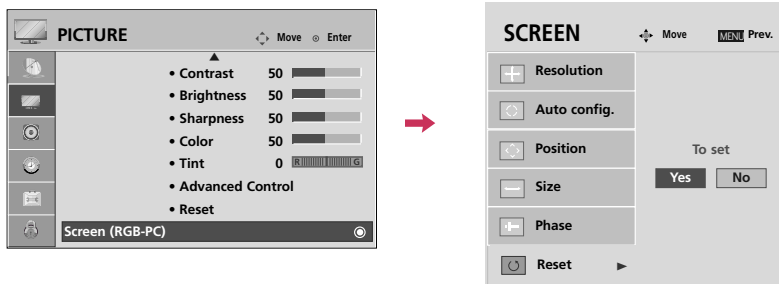 PICTURE
Move Enter
• Contrast 50
• Brightness 50
• Sharpness 50
• Color 50
• Tint 0 R G
• Advanced Control
• Reset
Screen (RGB-PC)
SCREEN
Move MENU Prev.
Resolution
Auto config.
Position
Size
Phase
Reset
To set
Yes No